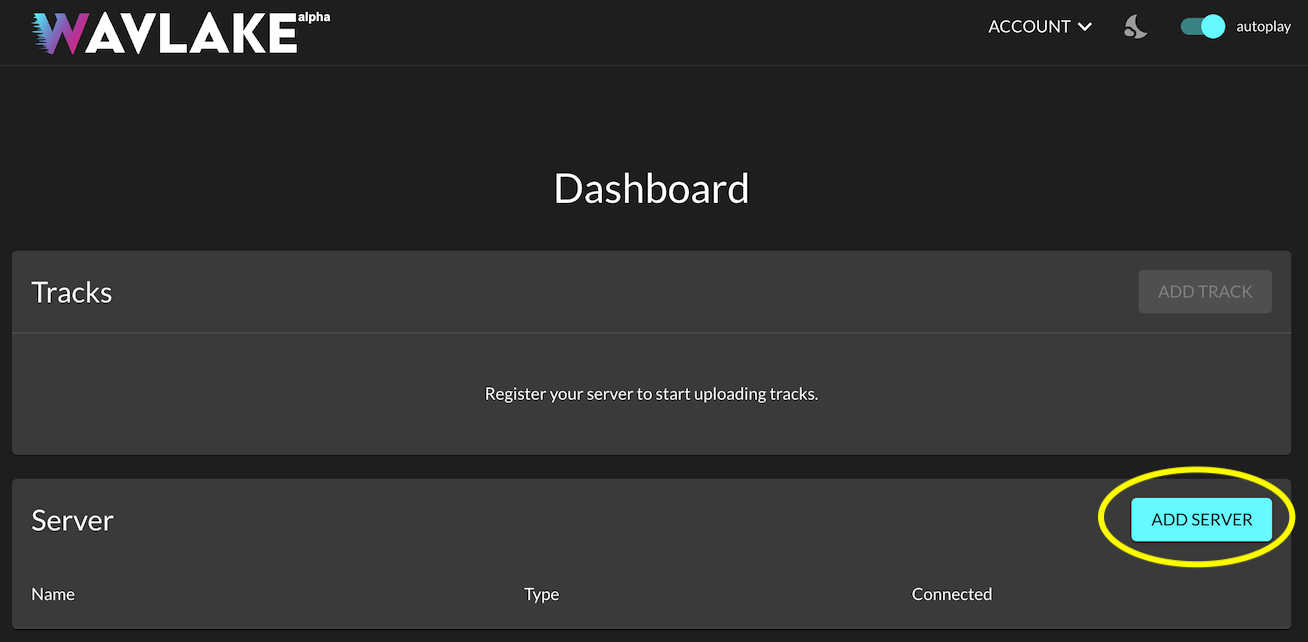 WAVLAKE alpha
ACCOUNT
autoplay
Dashboard
Tracks
ADD TRACK
Register your server to start uploading tracks.
Server
ADD SERVER
Name Type Connected